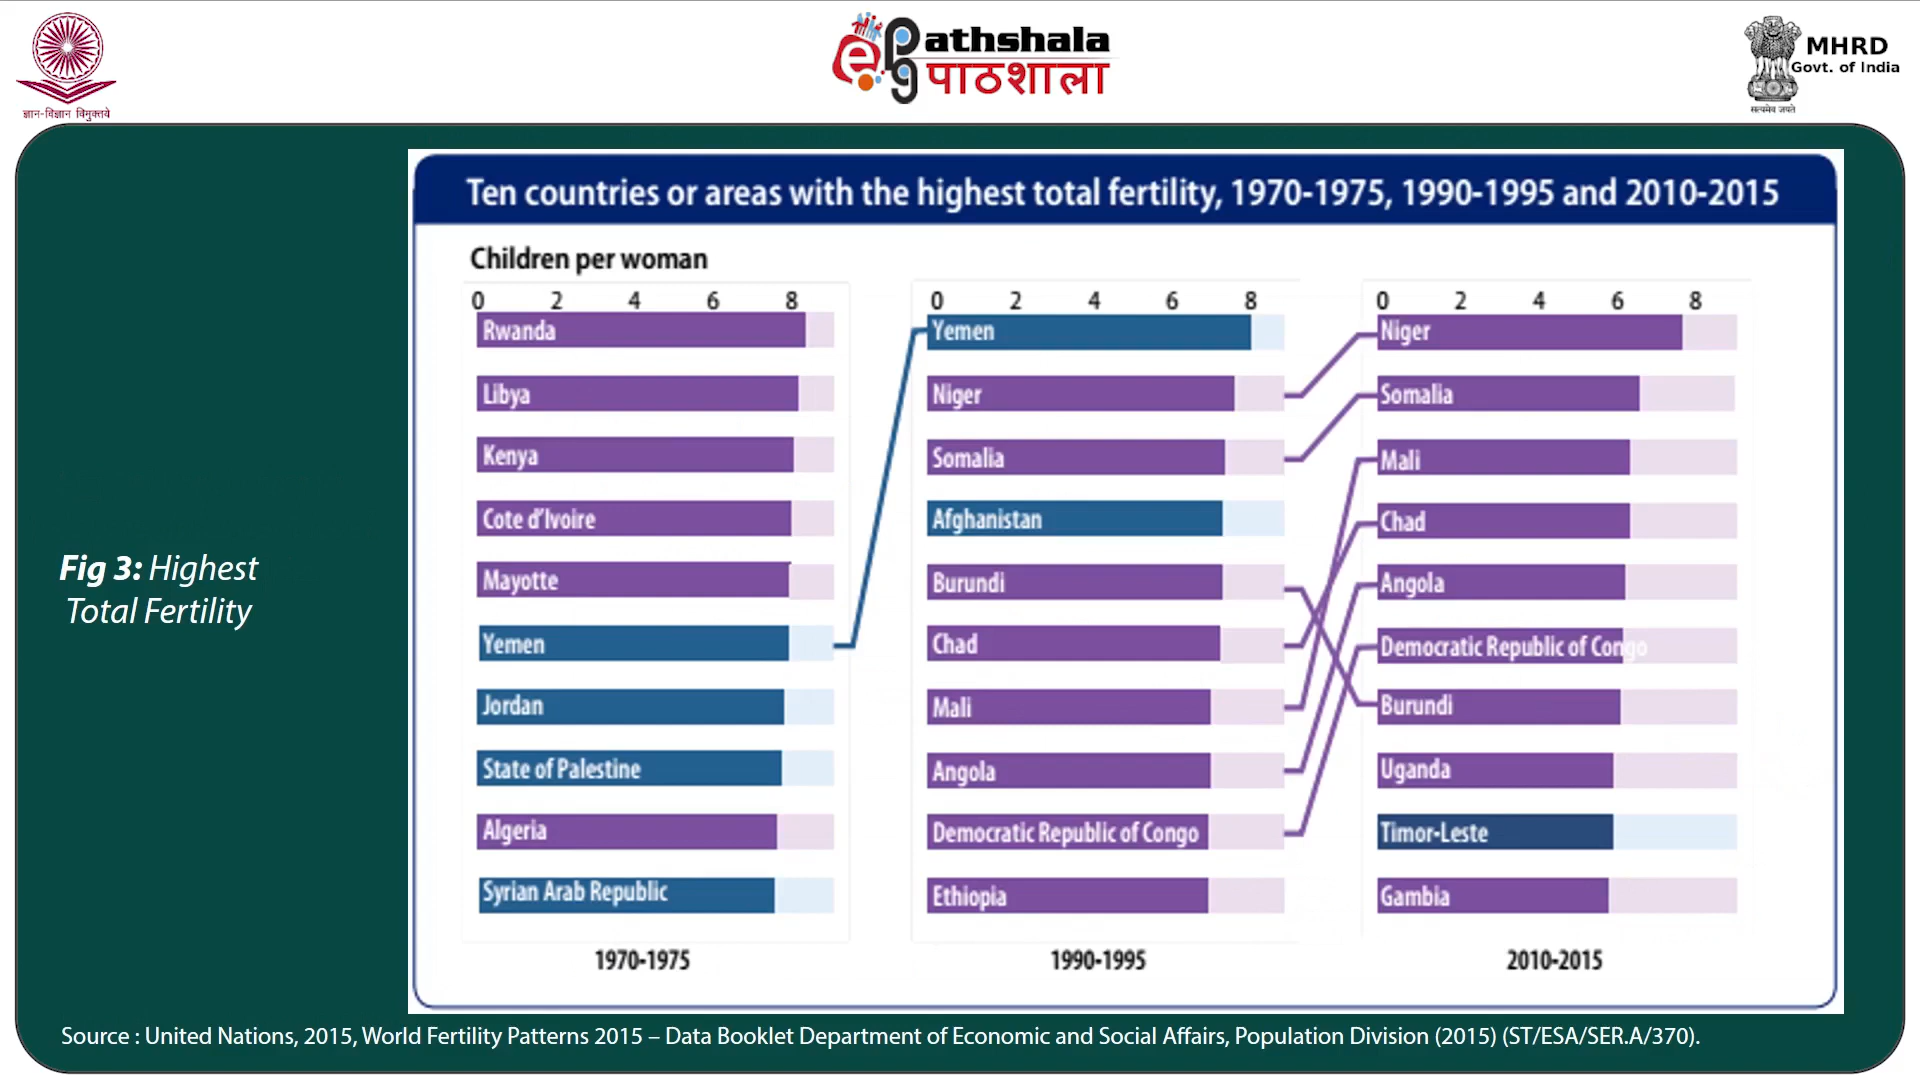 ज्ञान-विज्ञान विमुक्तये
e Pg athshala
पाठशाला
MHRD
Govt. of India
सत्यमेव जयते
Ten countries or areas with the highest total fertility, 1970-1975, 1990-1995 and 2010-2015
Children per woman
0 2 4 6 8
Rwanda
Libya
Kenya
Cote d'Ivoire
Mayotte
Yemen
Jordan
State of Palestine
Algeria
Syrian Arab Republic
1970-1975
0 2 4 6 8
Yemen
Niger
Somalia
Afghanistan
Burundi
Chad
Mali
Angola
Democratic Republic of Congo
Ethiopia
1990-1995
0 2 4 6 8
Niger
Somalia
Mali
Chad
Angola
Democratic Republic of Congo
Burundi
Uganda
Timor-Leste
Gambia
2010-2015
Fig 3: Highest
Total Fertility
Source : United Nations, 2015, World Fertility Patterns 2015 – Data Booklet Department of Economic and Social Affairs, Population Division (2015) (ST/ESA/SER.A/370).